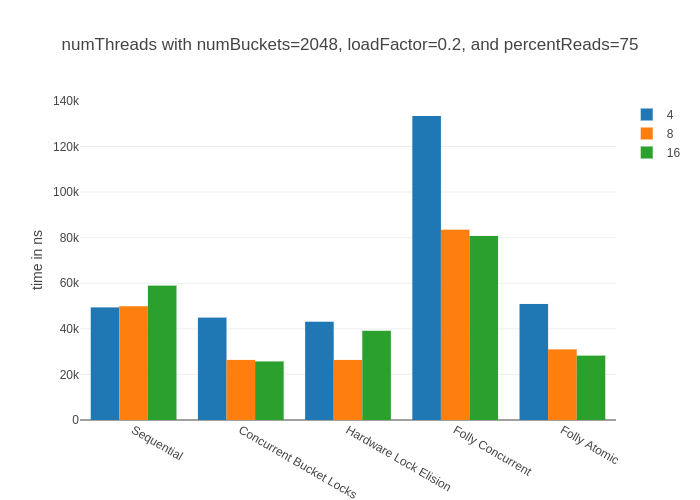 numThreads with numBuckets=2048, loadFactor=0.2, and percentReads=75
140k
120k
100k
80k
60k
40k
20k
0
time in ns
4
8
16
Sequential
Concurrent Bucket Locks
Hardware Lock Elision
Folly Concurrent
Folly Atomic